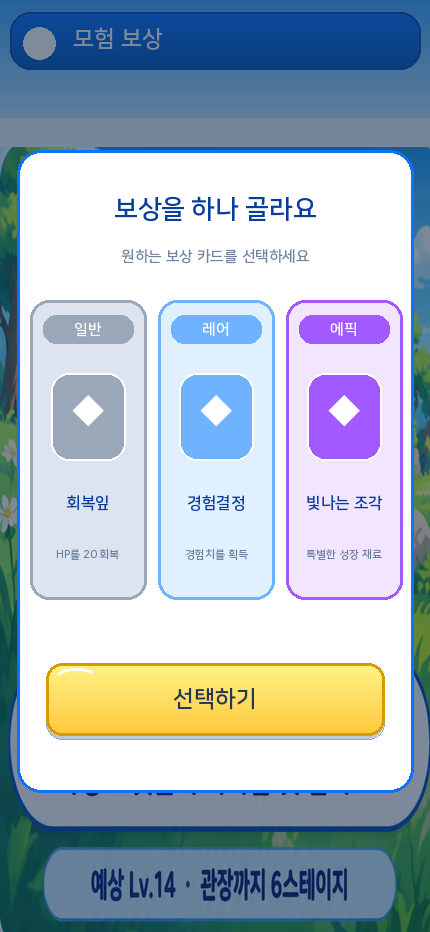 모험 보상
보상을 하나 골라요
원하는 보상 카드를 선택하세요
일반
레어
에픽
회복잎
경험결정
빛나는 조각
HP를 20 회복
경험치를 획득
특별한 성장 재료
선택하기
예상 Lv.14 · 관장까지 6스테이지